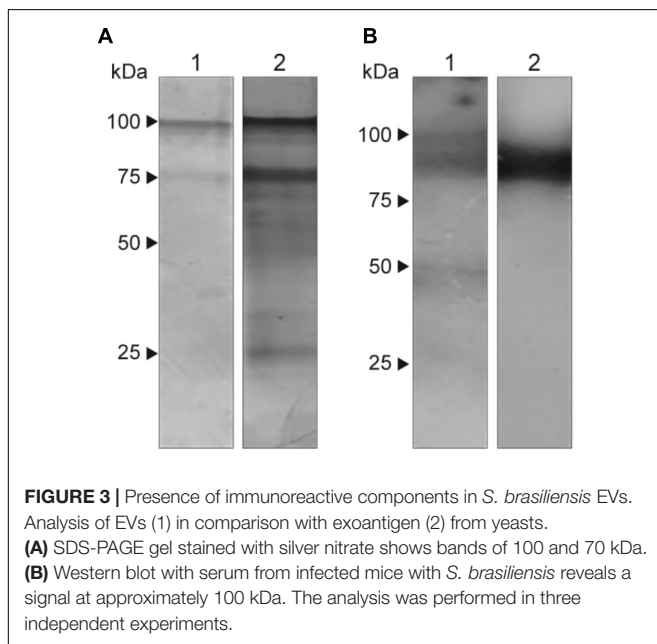 A
B
kDa
1
2
kDa
1
2
100 ►
75 ►
50 ►
25 ►
100 ►
75 ►
50 ►
25 ►
FIGURE 3 | Presence of immunoreactive components in S. brasiliensis EVs.
Analysis of EVs (1) in comparison with exoantigen (2) from yeasts.
(A) SDS-PAGE gel stained with silver nitrate shows bands of 100 and 70 kDa.
(B) Western blot with serum from infected mice with S. brasiliensis reveals a
signal at approximately 100 kDa. The analysis was performed in three
independent experiments.